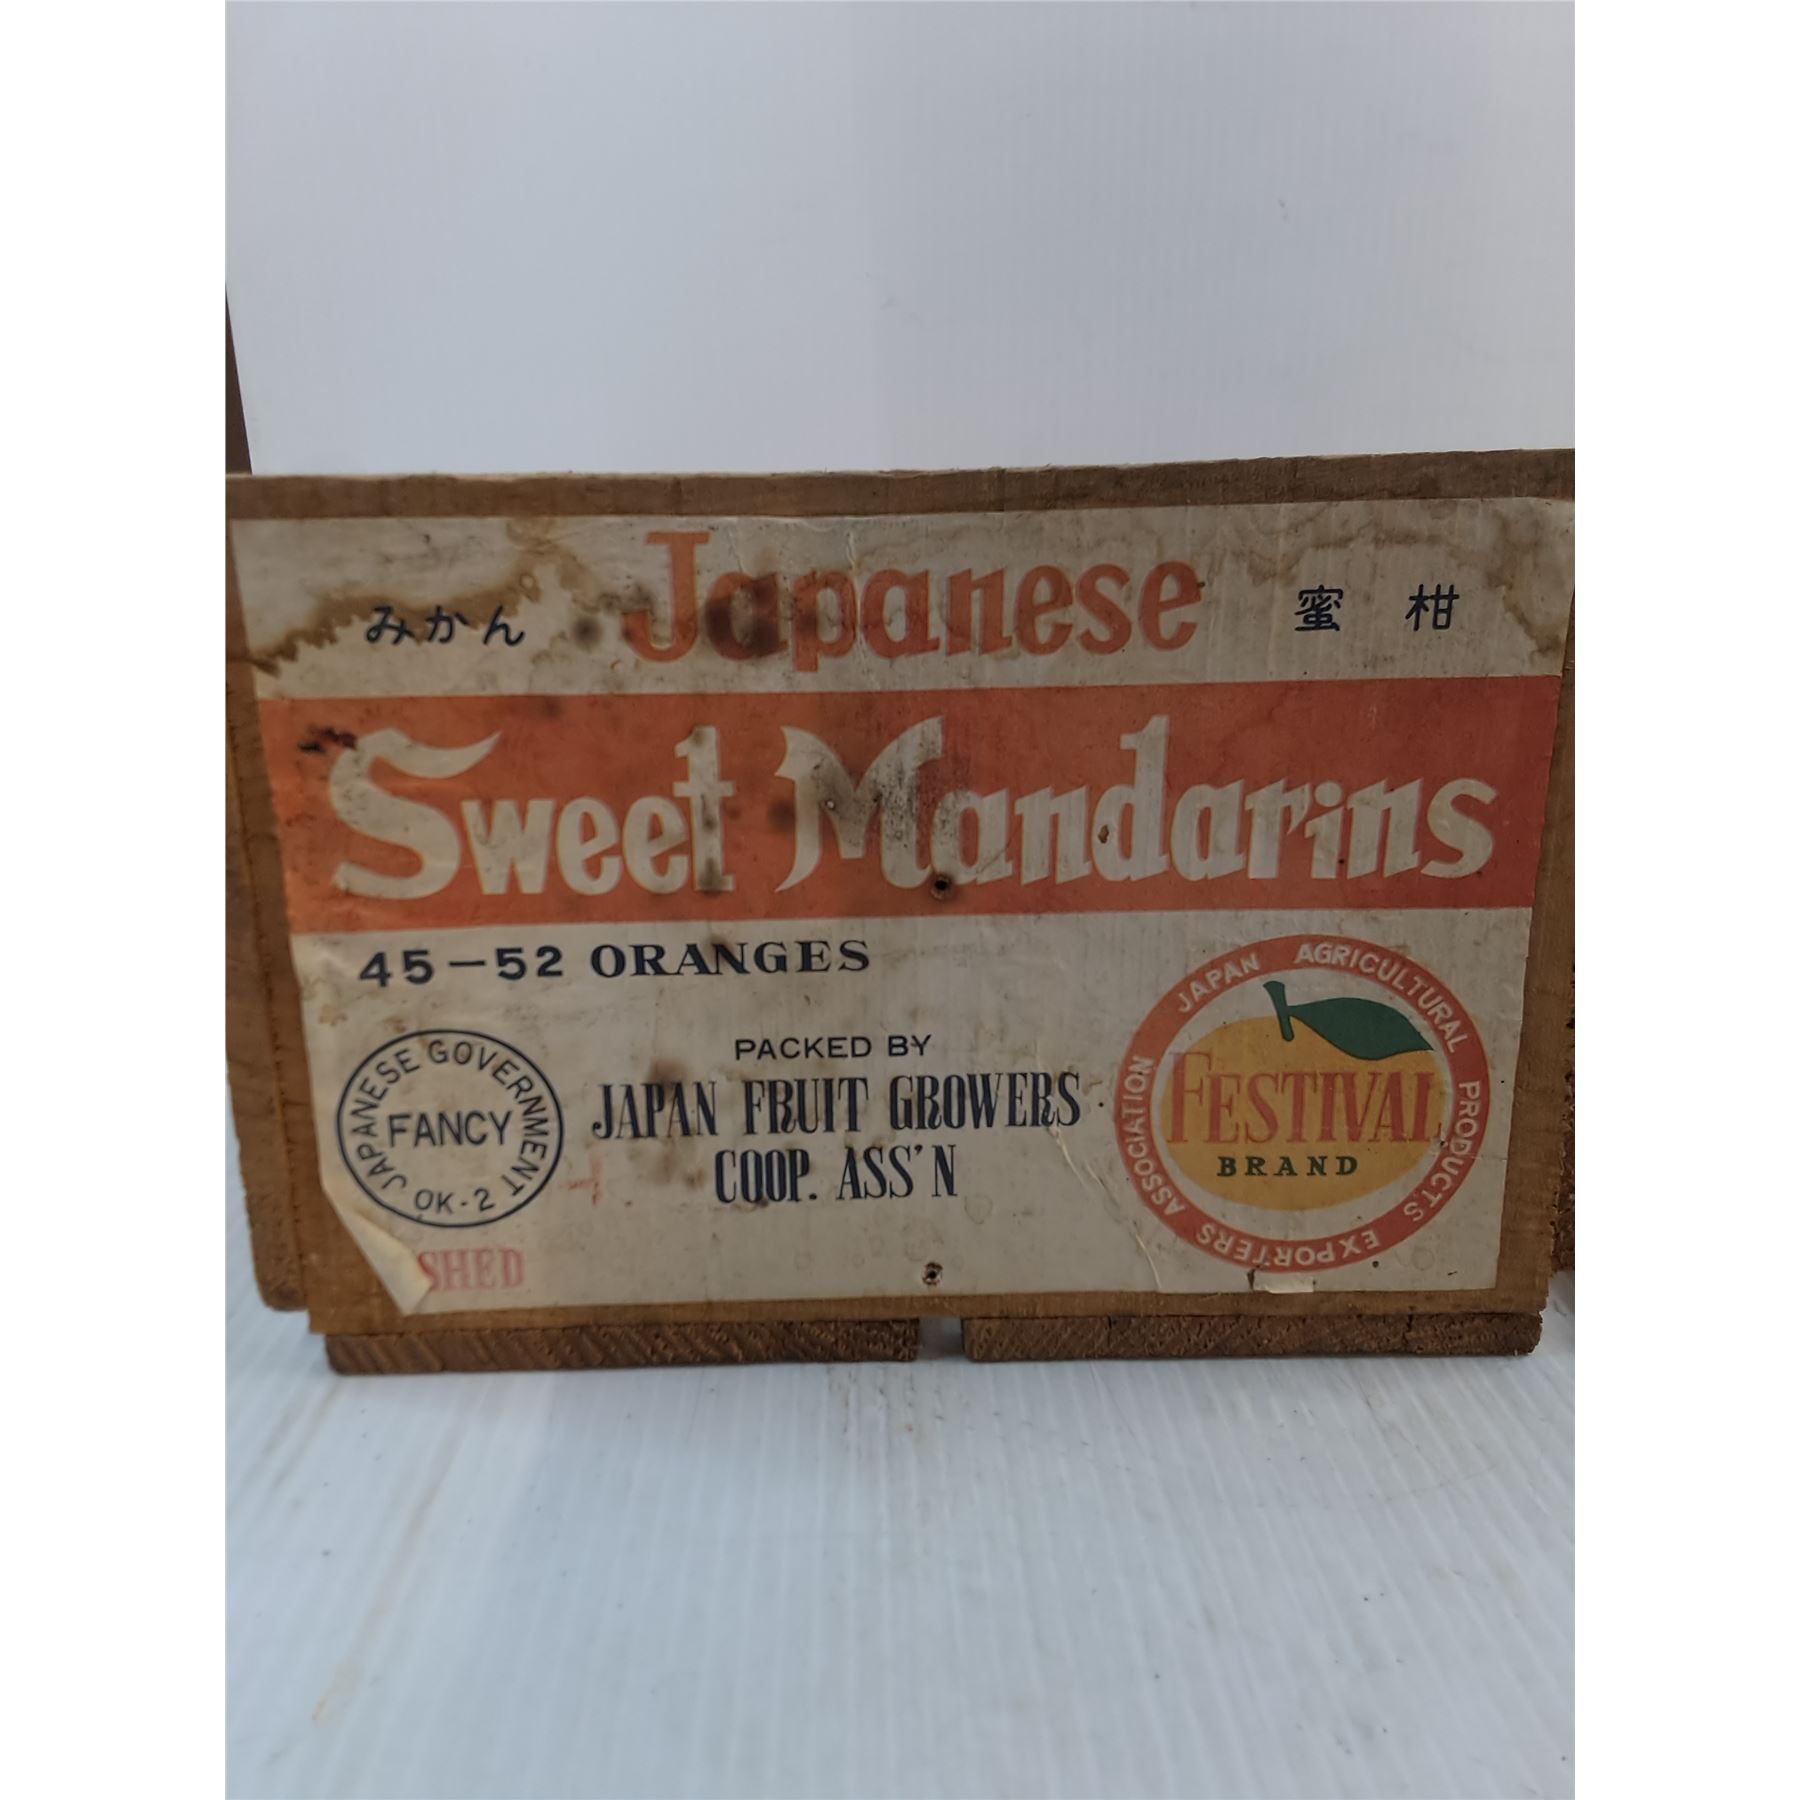 みかん Japanese 蜜柑
Sweet Mandarins
45-52 ORANGES
JAPANESE GOVERNMENT
FANCY
OK-2
PACKED BY
JAPAN FRUIT GROWERS
COOP. ASS'N
JAPAN AGRICULTURAL PRODUCTS EXPORTERS ASSOCIATION
FESTIVAL
BRAND